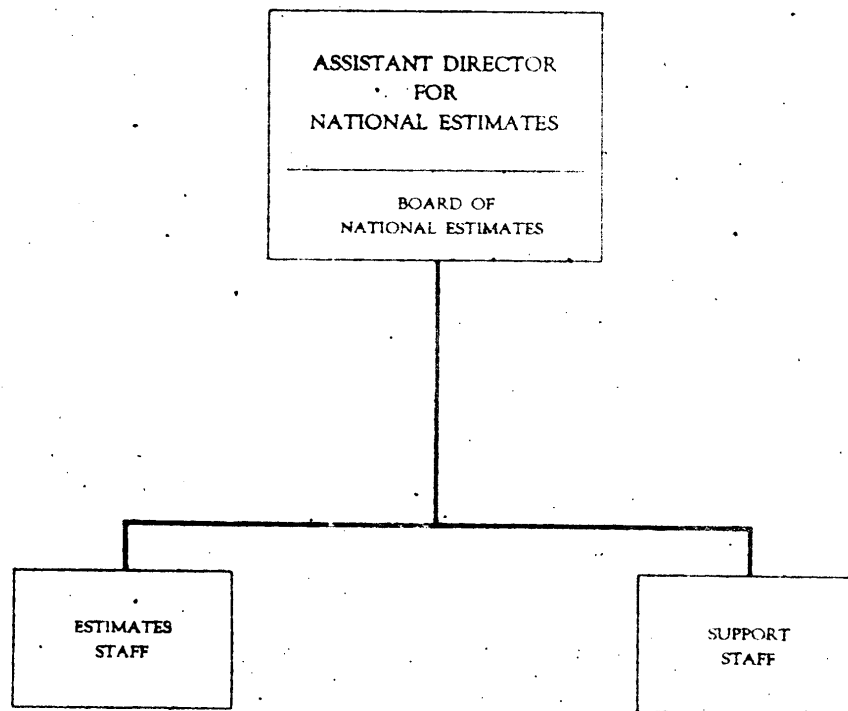 ASSISTANT DIRECTOR
FOR
NATIONAL ESTIMATES
BOARD OF
NATIONAL ESTIMATES
ESTIMATES
STAFF
SUPPORT
STAFF